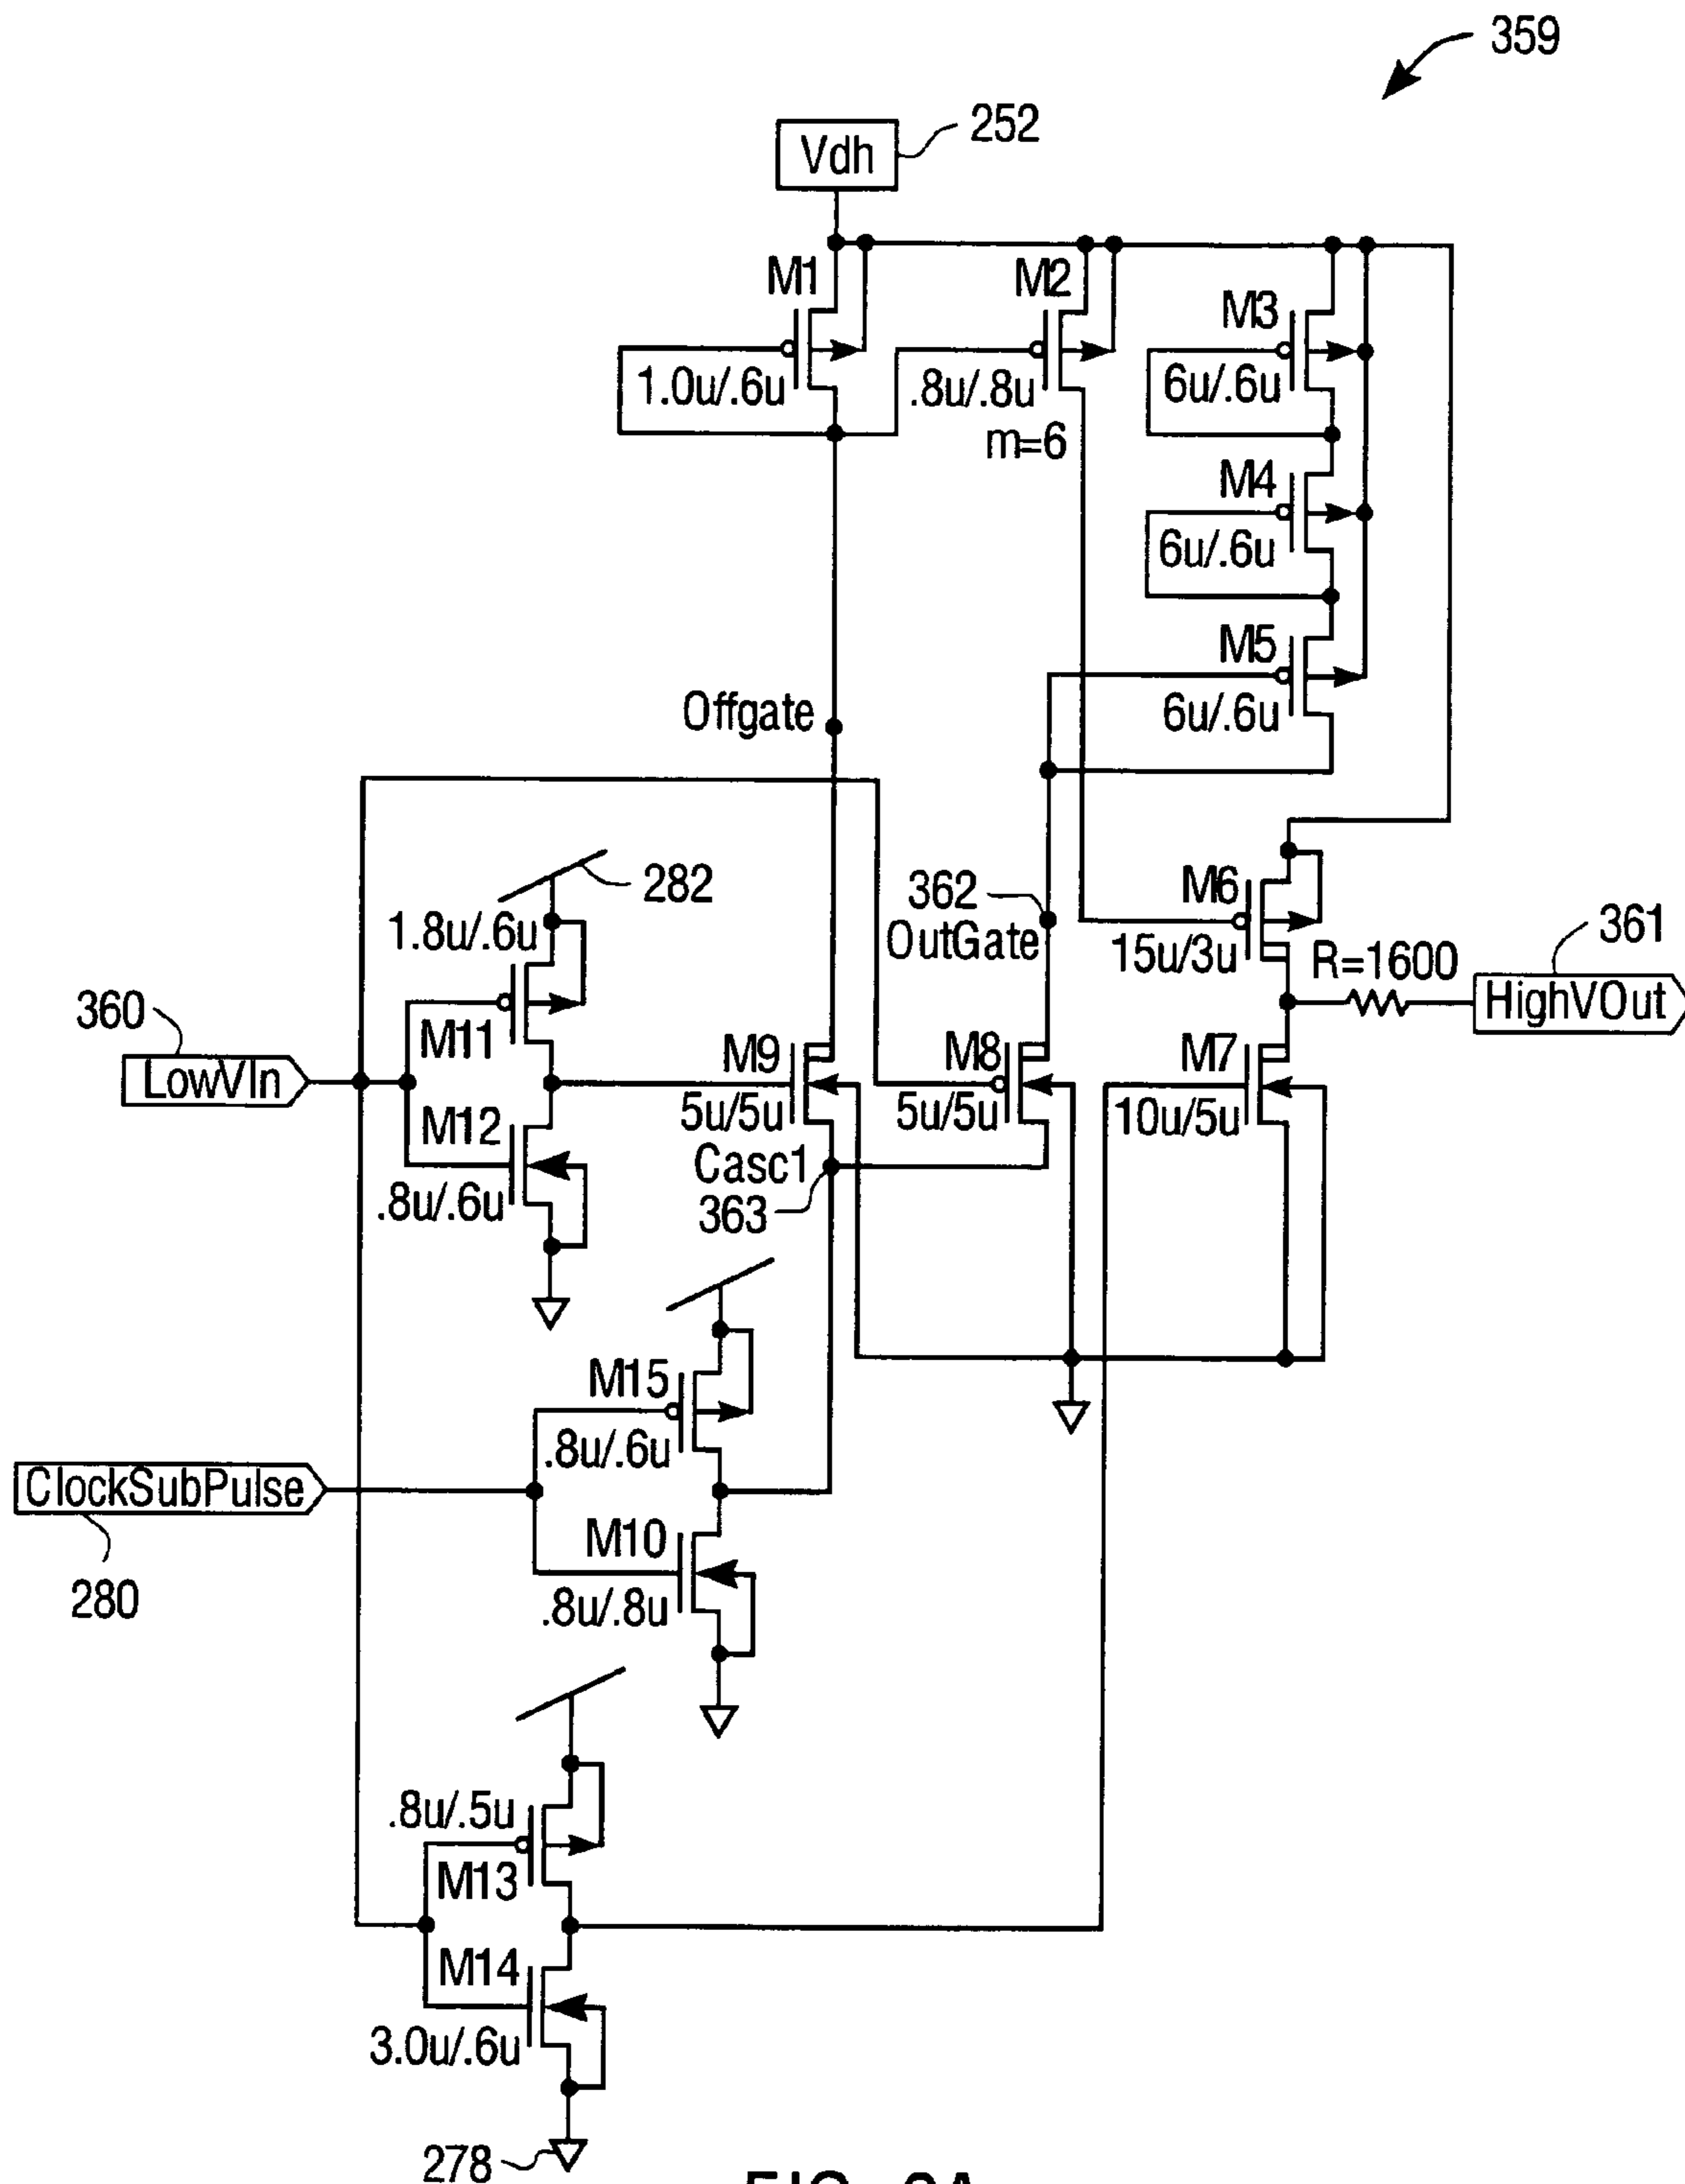 359
252
Vdh
M1
1.0u/.6u
M2
.8u/.8u
m=6
M3
6u/.6u
M4
6u/.6u
M5
6u/.6u
Offgate
282
1.8u/.6u
362
OutGate
M6
15u/3u
R=1600
361
HighVOut
360
LowVIn
M11
M9
5u/5u
M8
5u/5u
M7
10u/5u
M12
.8u/.6u
Casc1
363
M15
.8u/.6u
ClockSubPulse
280
M10
.8u/.8u
.8u/.5u
M13
M14
3.0u/.6u
278